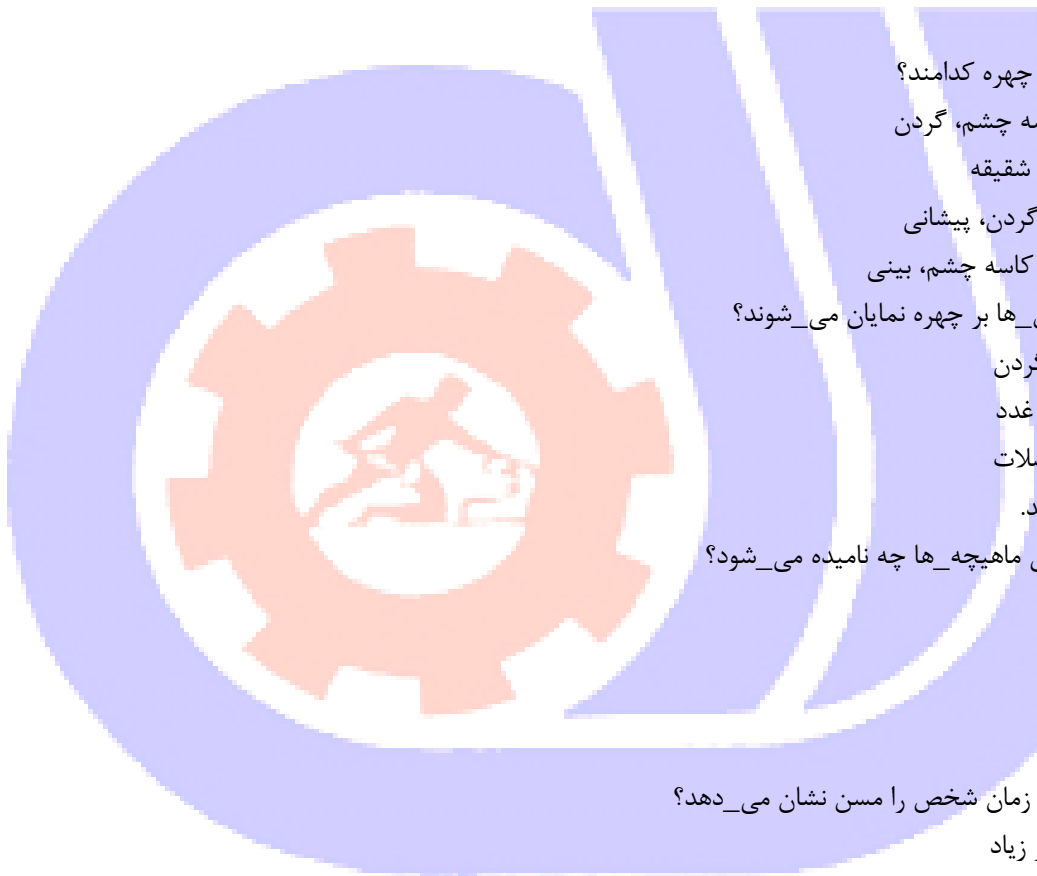 چهره کدامند؟
چشم، گردن
شقیقه
گردن، پیشانی
کاسه چشم، بینی
ها بر چهره نمایان می_شوند؟
گردن
غدد
ماهیچه_ها چه نامیده می_شود؟
زمان شخص را مسن نشان می_دهد؟
زیاد